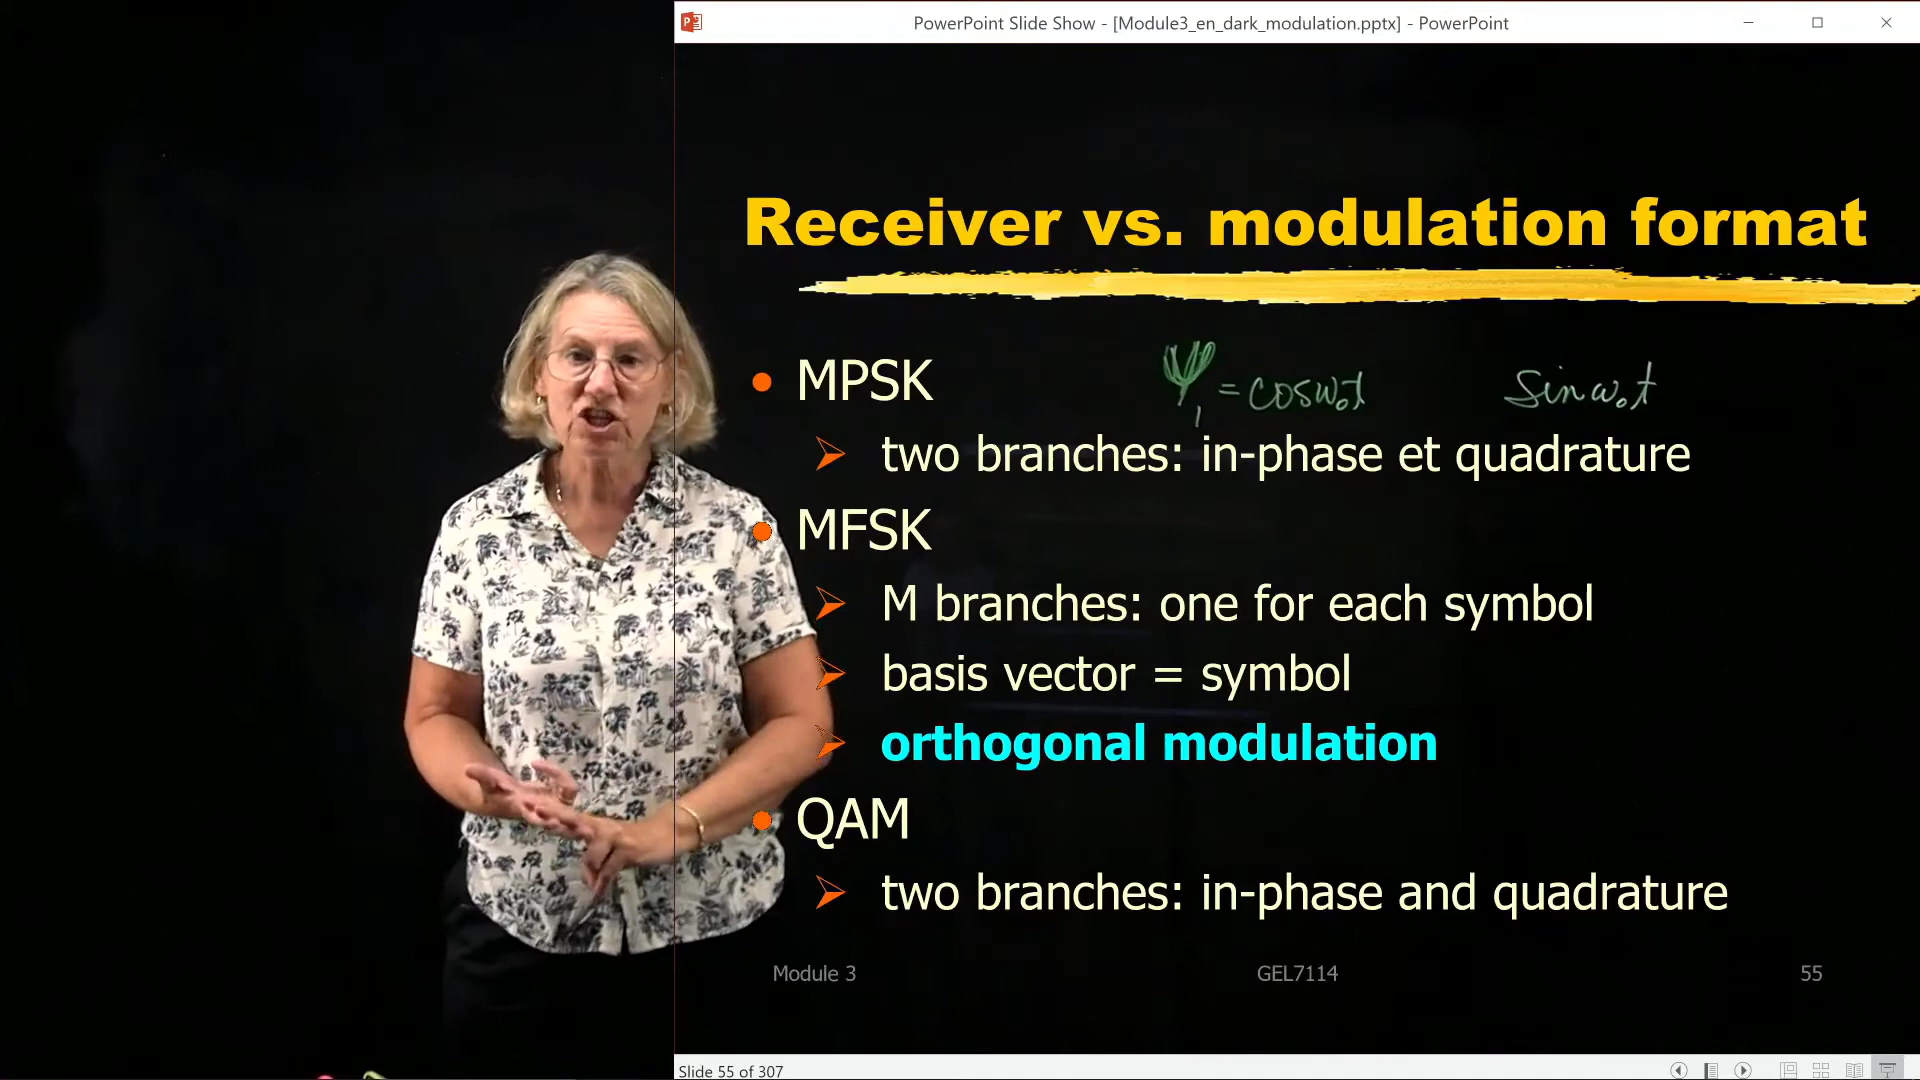 PowerPoint Slide Show - [Module3_en_dark_modulation.pptx] - PowerPoint
Receiver vs. modulation format
MPSK
ψ₁ = cosω₀t sinω₀t
two branches: in-phase et quadrature
MFSK
M branches: one for each symbol
basis vector = symbol
orthogonal modulation
QAM
two branches: in-phase and quadrature
Module 3 GEL7114 55
Slide 55 of 307